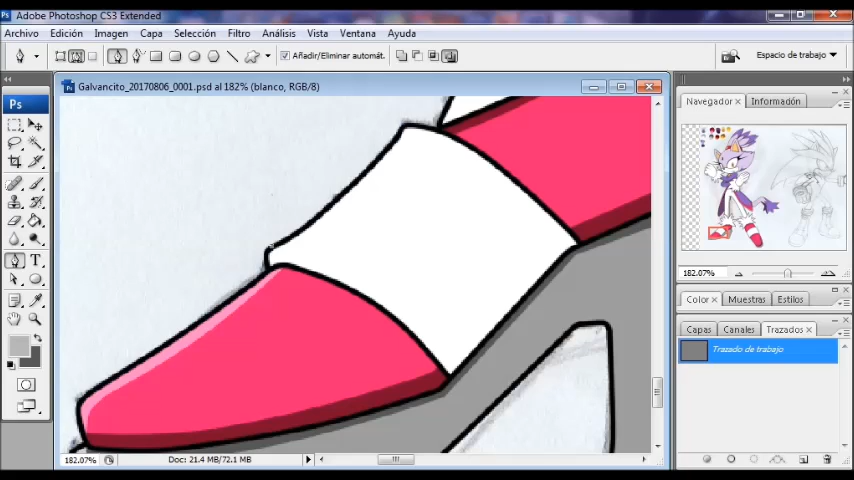 Ps Adobe Photoshop CS3 Extended
Archivo Edición Imagen Capa Selección Filtro Análisis Vista Ventana Ayuda
Añadir/Eliminar automát. Espacio de trabajo
Galvancito_20170806_0001.psd al 182% (blanco, RGB/8)
Navegador Informadón
Ps
T
182.07%
Color Muestras Estilos
Capas Canales Trazados
Trazado de trabajo
182.07% Doc: 21.4 MB/72.1 MB